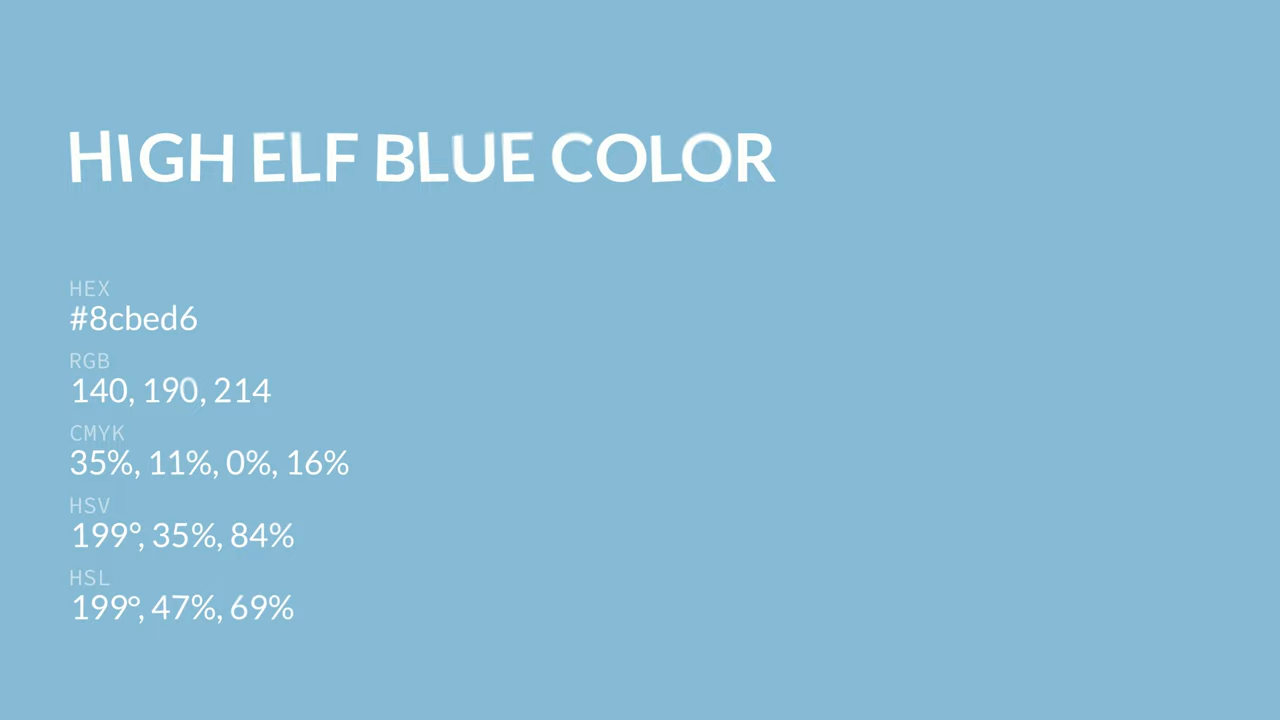 HIGH ELF BLUE COLOR
HEX
#8cbed6
RGB
140, 190, 214
CMYK
35%, 11%, 0%, 16%
HSV
199°, 35%, 84%
HSL
199°, 47%, 69%